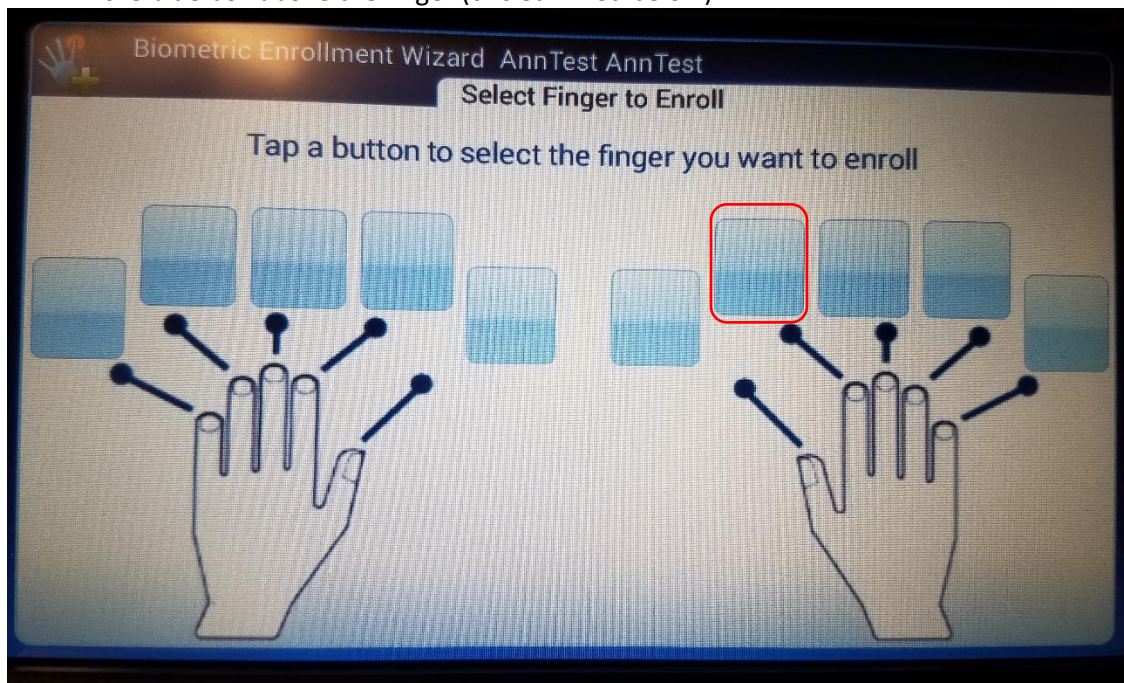 Biometric Enrollment Wizard AnnTest AnnTest
Select Finger to Enroll
Tap a button to select the finger you want to enroll